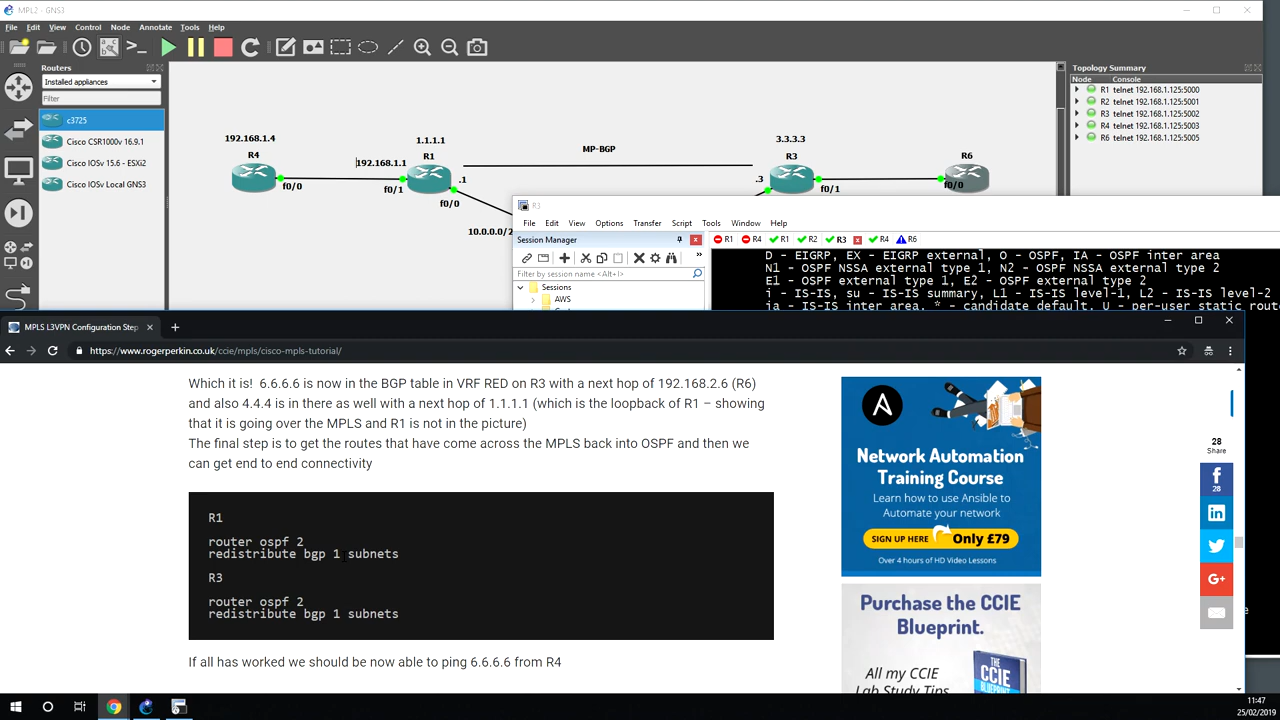 MPL2 - GNS3
File Edit View Control Node Annotate Tools Help
Routers
Installed appliances
Filter
c3725
Cisco CSR1000v 16.9.1
Cisco IOSv 15.6 - ESXi2
Cisco IOSv Local GNS3
192.168.1.4
R4
f0/0
192.168.1.1
1.1.1.1
R1
.1
f0/1
f0/0
10.0.0.0/2
MP-BGP
3.3.3.3
R3
.3
f0/1
R6
f0/0
Topology Summary
Node Console
R1 telnet 192.168.1.125:5000
R2 telnet 192.168.1.125:5001
R3 telnet 192.168.1.125:5002
R4 telnet 192.168.1.125:5003
R6 telnet 192.168.1.125:5005
R3
File Edit View Options Transfer Script Tools Window Help
Session Manager
R1 R4 R1 R2 R3 R4 R6
Filter by session name <Alt+I>
Sessions
AWS
D - EIGRP, EX - EIGRP external, O - OSPF, IA - OSPF inter area
N1 - OSPF NSSA external type 1, N2 - OSPF NSSA external type 2
E1 - OSPF external type 1, E2 - OSPF external type 2
i - IS-IS, su - IS-IS summary, L1 - IS-IS level-1, L2 - IS-IS level-2
ia - IS-IS inter area, * - candidate default, U - per-user static rout
MPLS L3VPN Configuration Step
https://www.rogerperkin.co.uk/ccie/mpls/cisco-mpls-tutorial/
Which it is! 6.6.6.6 is now in the BGP table in VRF RED on R3 with a next hop of 192.168.2.6 (R6)
and also 4.4.4 is in there as well with a next hop of 1.1.1.1 (which is the loopback of R1 – showing
that it is going over the MPLS and R1 is not in the picture)
The final step is to get the routes that have come across the MPLS back into OSPF and then we
can get end to end connectivity
R1
router ospf 2
redistribute bgp 1 subnets
R3
router ospf 2
redistribute bgp 1 subnets
If all has worked we should be now able to ping 6.6.6.6 from R4
Network Automation
Training Course
Learn how to use Ansible to
Automate your network
SIGN UP HERE Only £79
Over 4 hours of HD Video Lessons
Purchase the CCIE
Blueprint.
All my CCIE
Lab Study Tips
28
Share
28
11:47
25/02/2019